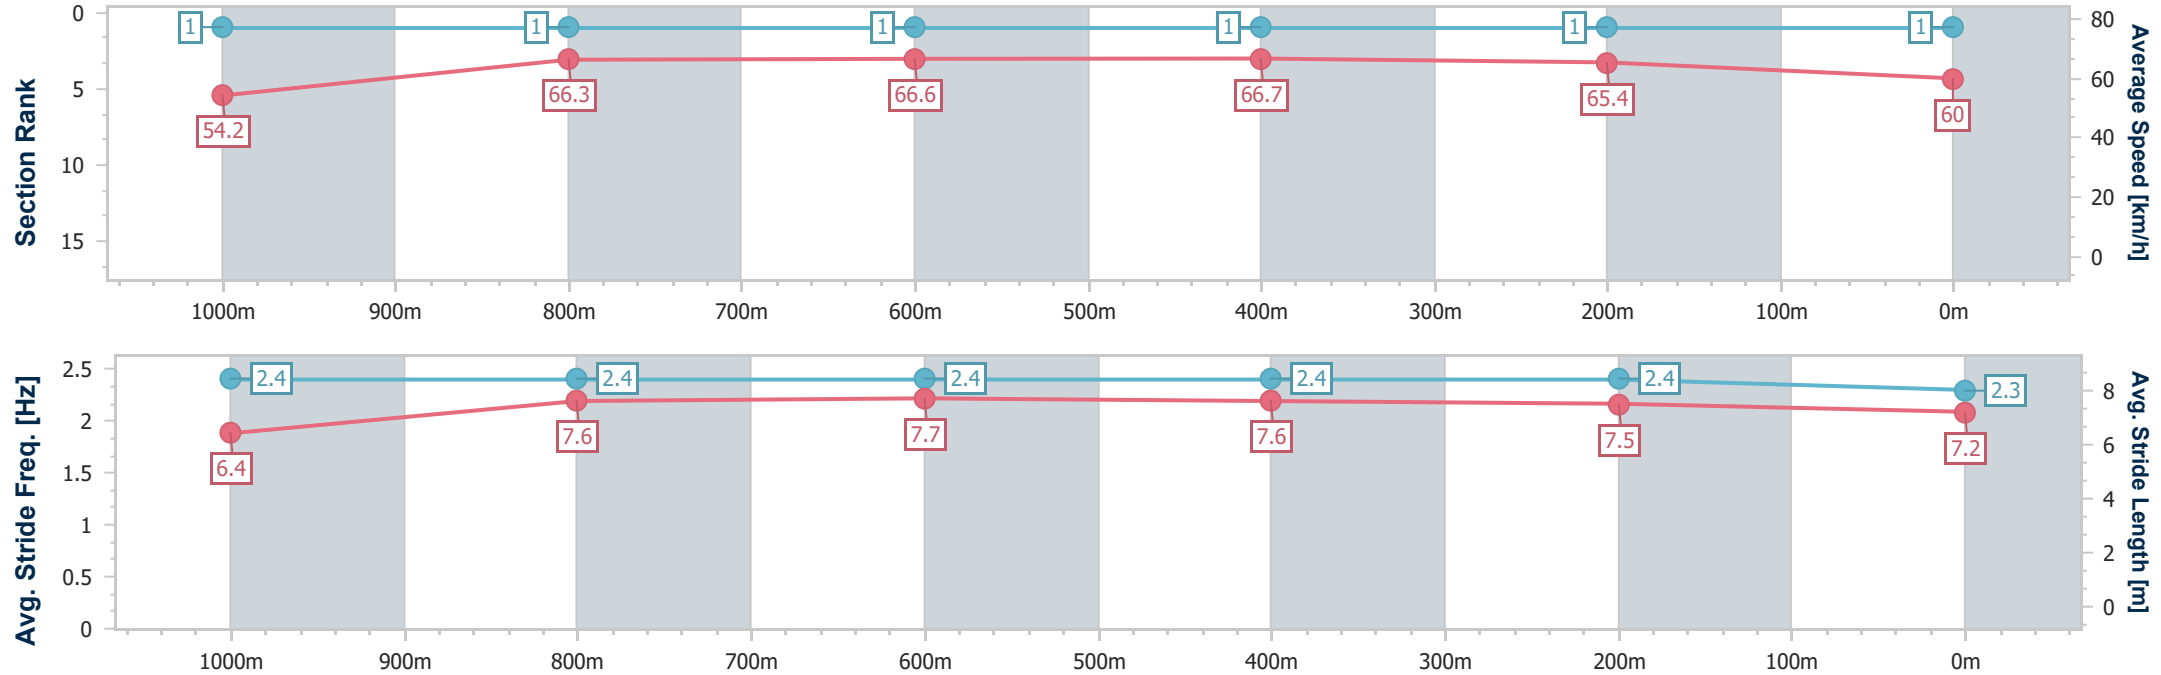 Section Rank
0
5
10
15
1
1
1
1
1
1
54.2
66.3
66.6
66.7
65.4
60
80
60
40
20
0
Average Speed [km/h]
1000m
900m
800m
700m
600m
500m
400m
300m
200m
100m
0m
Avg. Stride Freq. [Hz]
2.5
2
1.5
1
0.5
0
2.4
2.4
2.4
2.4
2.4
2.3
6.4
7.6
7.7
7.6
7.5
7.2
8
6
4
2
0
Avg. Stride Length [m]
1000m
900m
800m
700m
600m
500m
400m
300m
200m
100m
0m